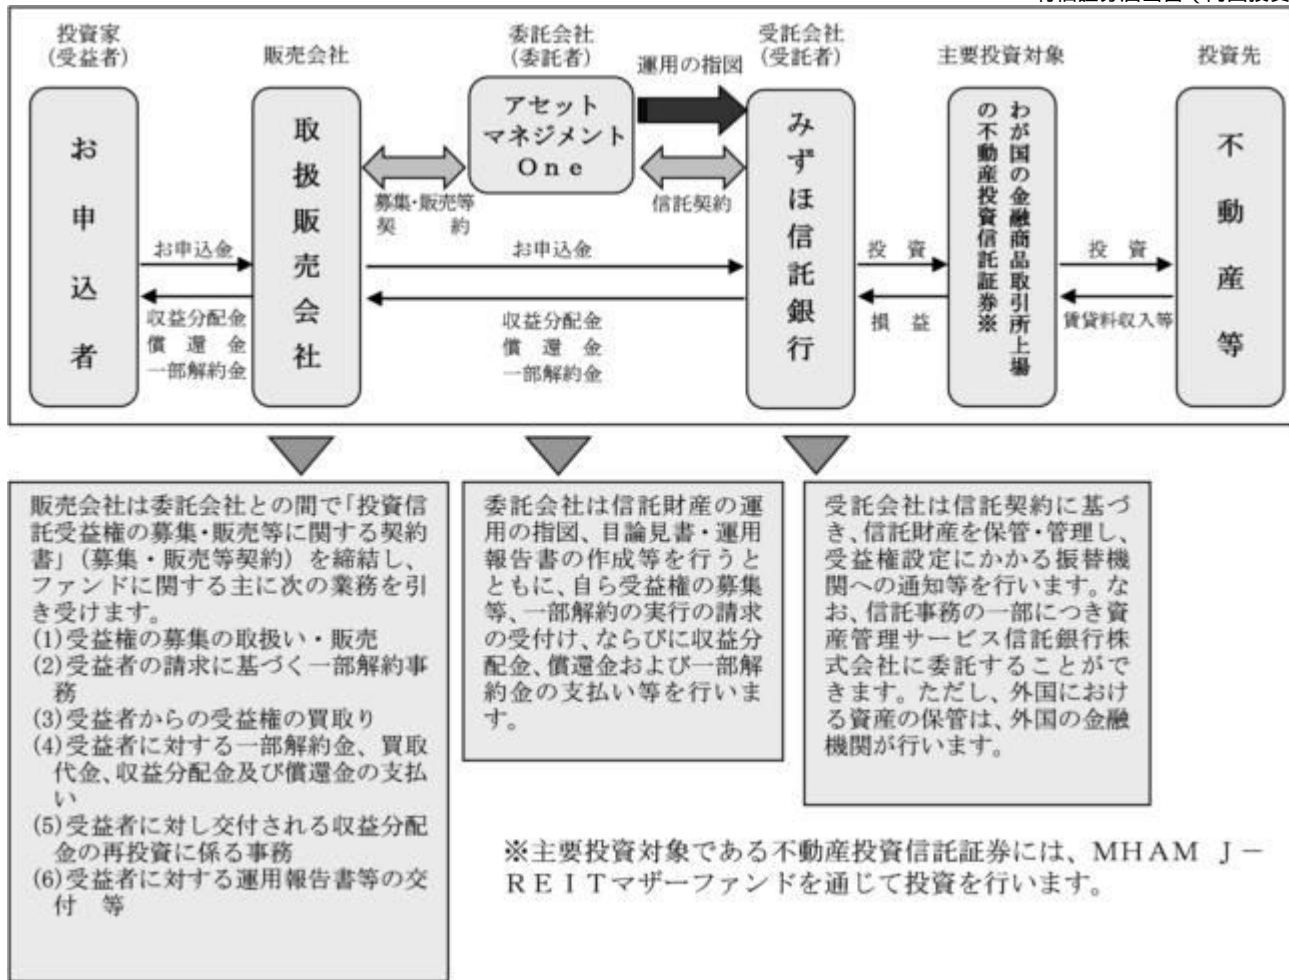 投資家
(受益者)
販売会社
委託会社
(委託者)
運用の指図
受託会社
(受託者)
主要投資対象
投資先
お申込者
取扱販売会社
アセット
マネジメント
Ｏｎｅ
みずほ信託銀行
わが国の金融商品取引所上場
の不動産投資信託証券※
不動産等
募集・販売等
契約
信託契約
お申込金
収益分配金
償還金
一部解約金
お申込金
収益分配金
償還金
一部解約金
投資
損益
投資
賃貸料収入等
販売会社は委託会社との間で「投資信
託受益権の募集・販売等に関する契約
書」（募集・販売等契約）を締結し、
ファンドに関する主に次の業務を引
き受けます。
(1)受益権の募集の取扱い・販売
(2)受益者の請求に基づく一部解約事
務
(3)受益者からの受益権の買取り
(4)受益者に対する一部解約金、買取
代金、収益分配金及び償還金の支払
い
(5)受益者に対し交付される収益分配
金の再投資に係る事務
(6)受益者に対する運用報告書等の交
付　等
委託会社は信託財産の運
用の指図、目論見書・運用
報告書の作成等を行うと
ともに、自ら受益権の募集
等、一部解約の実行の請求
の受付け、ならびに収益分
配金、償還金および一部解
約金の支払い等を行いま
す。
受託会社は信託契約に基づ
き、信託財産を保管・管理し、
受益権設定にかかる振替機
関への通知等を行います。な
お、信託事務の一部につき資
産管理サービス信託銀行株
式会社に委託することがで
きます。ただし、外国におけ
る資産の保管は、外国の金融
機関が行います。
※主要投資対象である不動産投資信託証券には、ＭＨＡＭ　Ｊ－
ＲＥＩＴマザーファンドを通じて投資を行います。